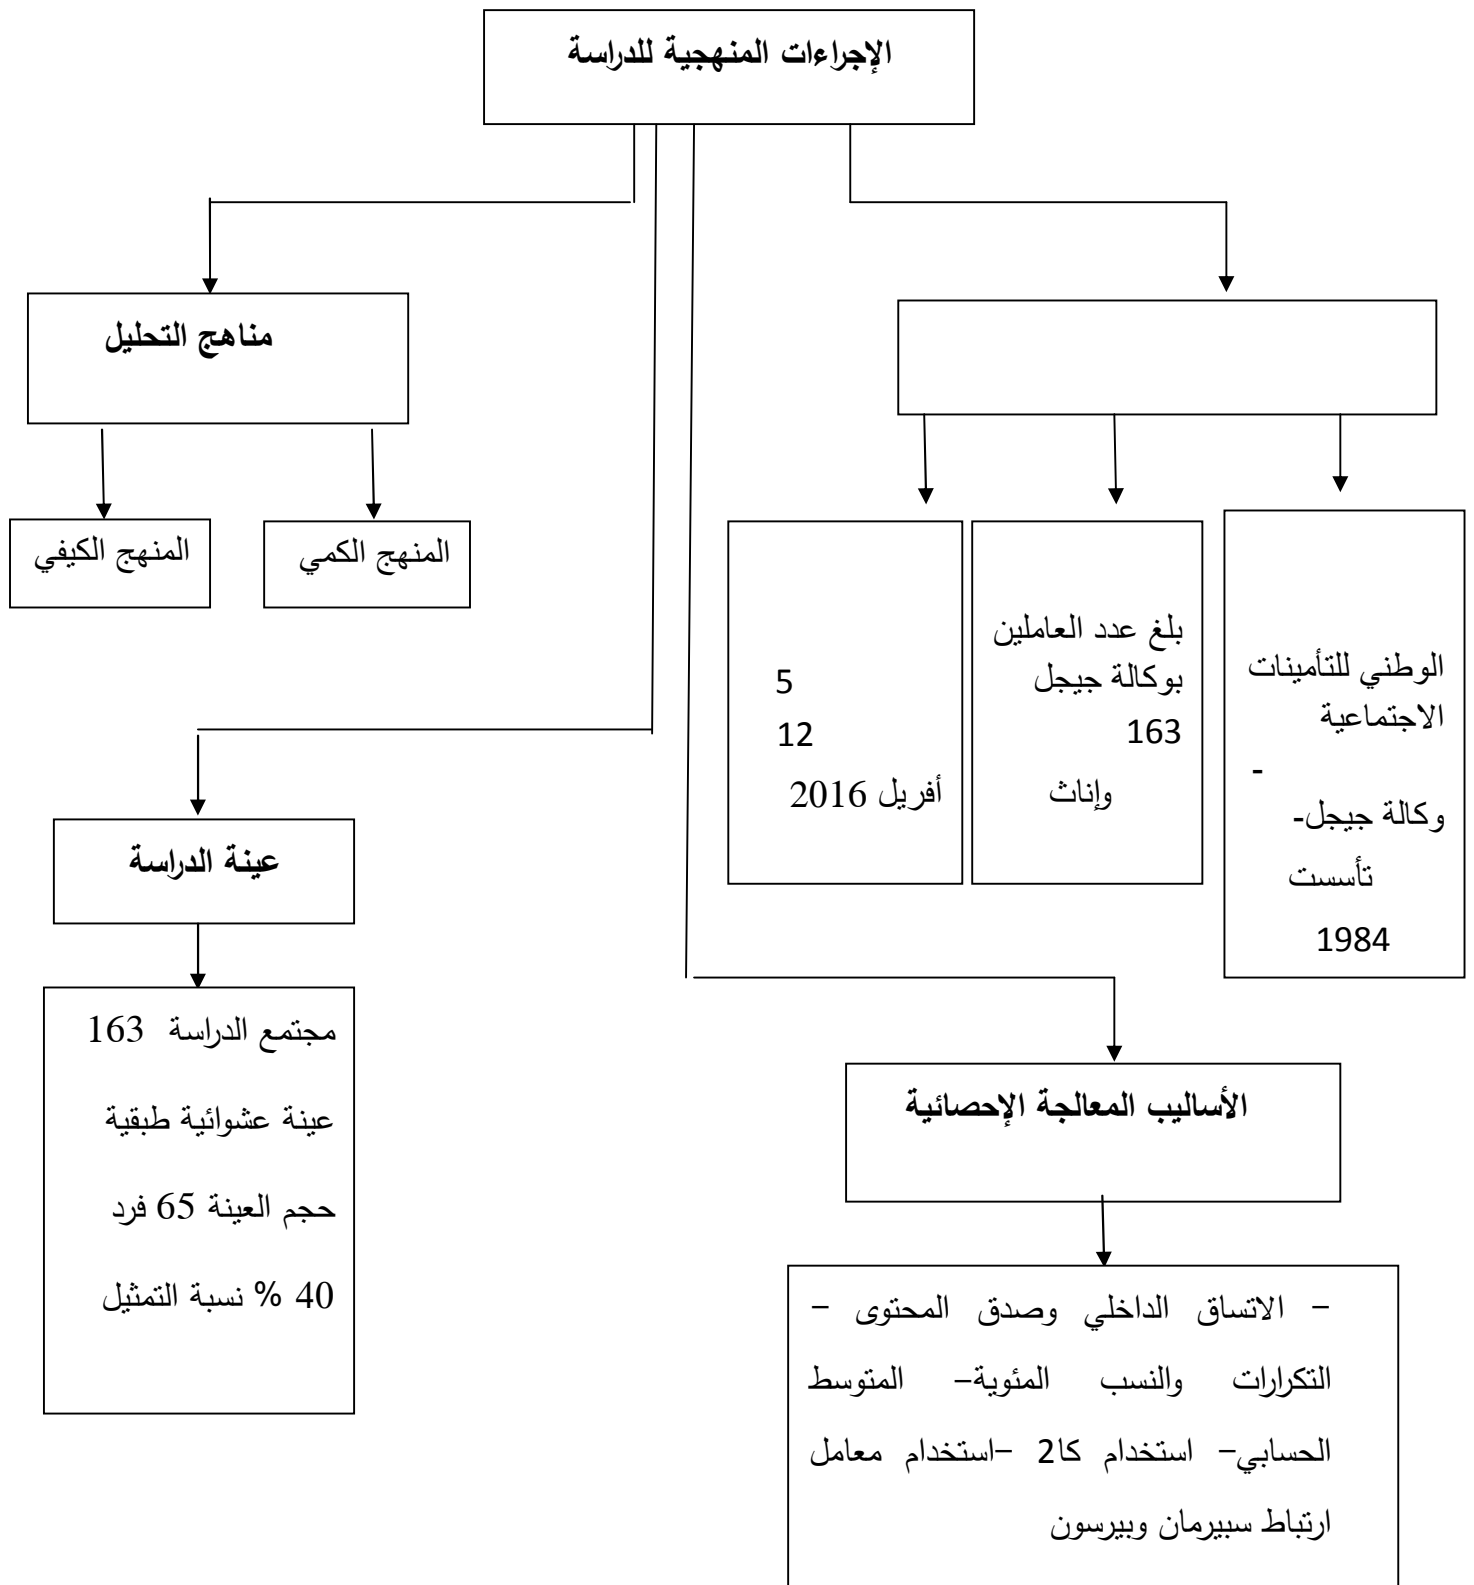 الإجراءات المنهجية للدراسة
مناهج التحليل
المنهج الكمي
المنهج الكيفي
الوطني للتأمينات
الاجتماعية
-
وكالة جيجل-
تأسست
1984
بلغ عدد العاملين
بوكالة جيجل
163
وإناث
5
12
أفريل 2016
عينة الدراسة
مجتمع الدراسة 163
عينة عشوائية طبقية
حجم العينة 65 فرد
40 % نسبة التمثيل
الأساليب المعالجة الإحصائية
– الاتساق الداخلي وصدق المحتوى –
التكرارات والنسب المئوية– المتوسط
الحسابي– استخدام كا2 –استخدام معامل
ارتباط سبيرمان وبيرسون